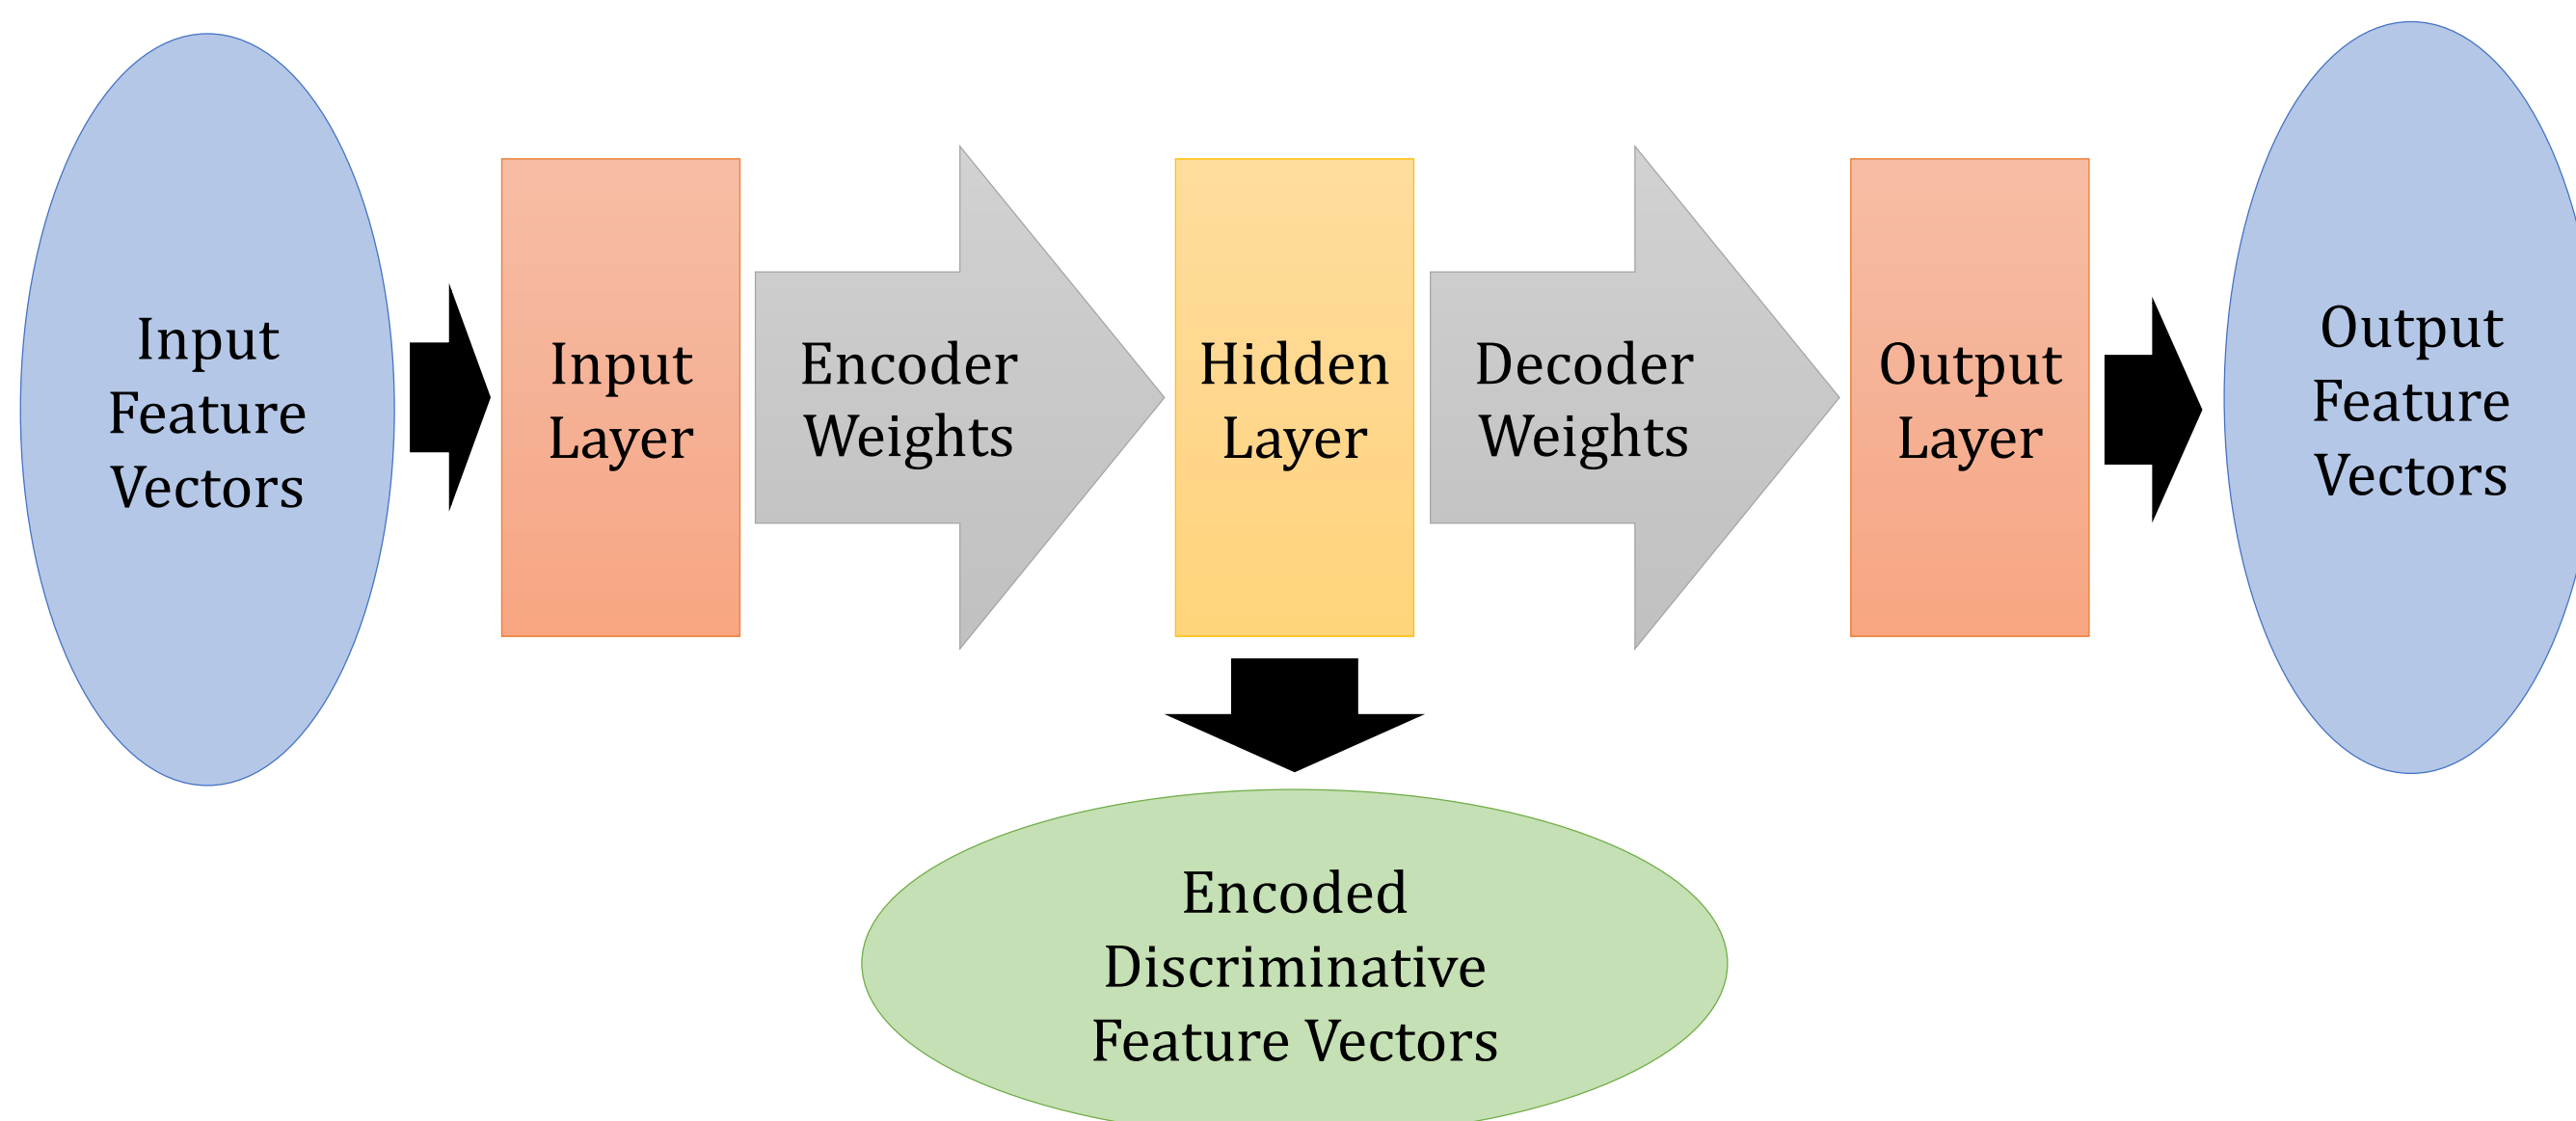 Input
Feature
Vectors
Input
Layer
Encoder
Weights
Hidden
Layer
Decoder
Weights
Output
Layer
Output
Feature
Vectors
Encoded
Discriminative
Feature Vectors